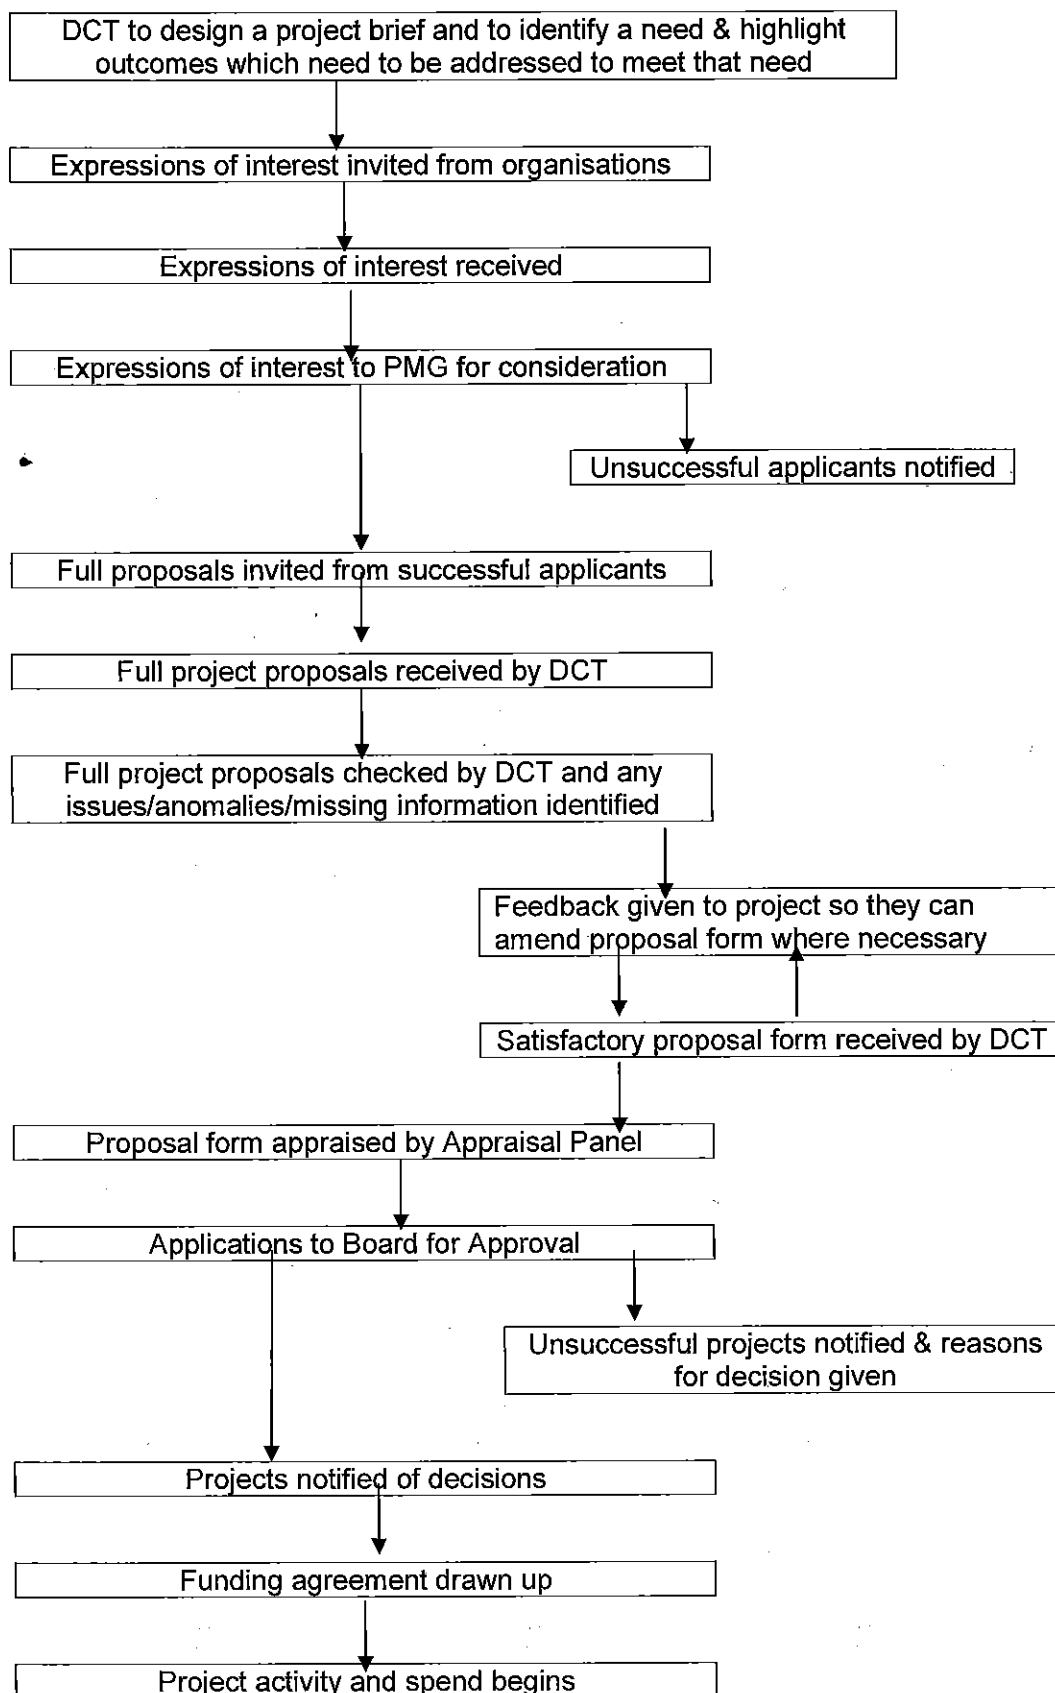 DCT to design a project brief and to identify a need & highlight
outcomes which need to be addressed to meet that need
Expressions of interest invited from organisations
Expressions of interest received
Expressions of interest to PMG for consideration
Unsuccessful applicants notified
Full proposals invited from successful applicants
Full project proposals received by DCT
Full project proposals checked by DCT and any
issues/anomalies/missing information identified
Feedback given to project so they can
amend proposal form where necessary
Satisfactory proposal form received by DCT
Proposal form appraised by Appraisal Panel
Applications to Board for Approval
Unsuccessful projects notified & reasons
for decision given
Projects notified of decisions
Funding agreement drawn up
Project activity and spend begins